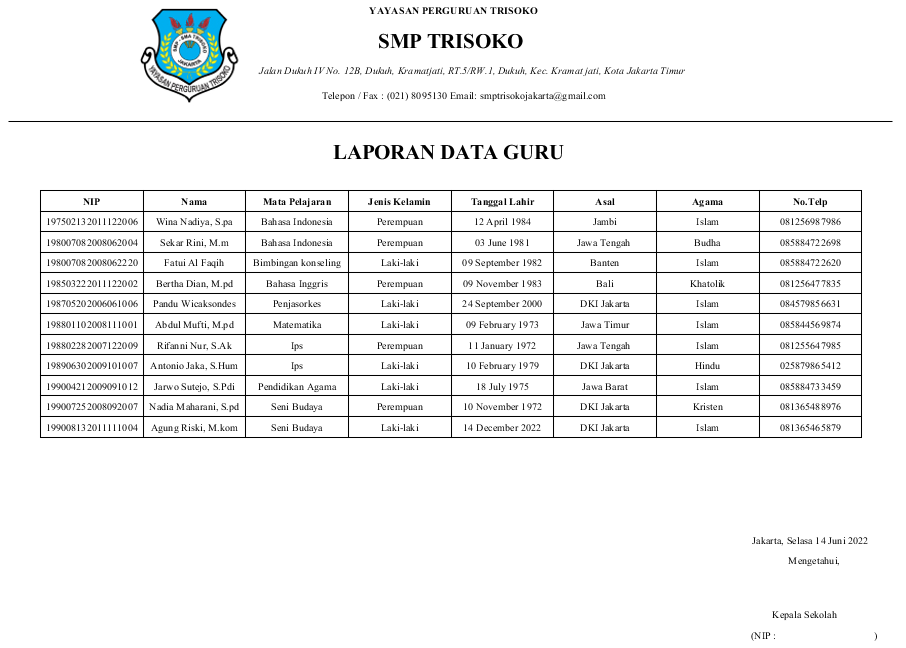 YAYASAN PERGURUAN TRISOKO
SMP TRISOKO
SMP - SMA TRISOKO
JAKARTA
YAYASAN PERGURUAN TRISOKO
Jalan Dukuh IV No. 12B, Dukuh, Kramatjati, RT.5/RW.1, Dukuh, Kec. Kramat jati, Kota Jakarta Timur
Telepon / Fax : (021) 8095130 Email: smptrisokojakarta@gmail.com
LAPORAN DATA GURU
NIP Nama Mata Pelajaran Jenis Kelamin Tanggal Lahir Asal Agama No.Telp
197502132011122006 Wina Nadiya, S.pa Bahasa Indonesia Perempuan 12 April 1984 Jambi Islam 081256987986
198007082008062004 Sekar Rini, M.m Bahasa Indonesia Perempuan 03 June 1981 Jawa Tengah Budha 085884722698
198007082008062220 Fatui Al Faqih Bimbingan konseling Laki-laki 09 September 1982 Banten Islam 085884722620
198503222011122002 Bertha Dian, M.pd Bahasa Inggris Perempuan 09 November 1983 Bali Khatolik 081256477835
198705202006061006 Pandu Wicaksondes Penjasorkes Laki-laki 24 September 2000 DKI Jakarta Islam 084579856631
198801102008111001 Abdul Mufti, M.pd Matematika Laki-laki 09 February 1973 Jawa Timur Islam 085844569874
198802282007122009 Rifanni Nur, S.Ak Ips Perempuan 11 January 1972 Jawa Tengah Islam 081255647985
198906302009101007 Antonio Jaka, S.Hum Ips Laki-laki 10 February 1979 DKI Jakarta Hindu 025879865412
199004212009091012 Jarwo Sutejo, S.Pdi Pendidikan Agama Laki-laki 18 July 1975 Jawa Barat Islam 085884733459
199007252008092007 Nadia Maharani, S.pd Seni Budaya Perempuan 10 November 1972 DKI Jakarta Kristen 081365488976
199008132011111004 Agung Riski, M.kom Seni Budaya Laki-laki 14 December 2022 DKI Jakarta Islam 081365465879
Jakarta, Selasa 14 Juni 2022
Mengetahui,
Kepala Sekolah
(NIP : )